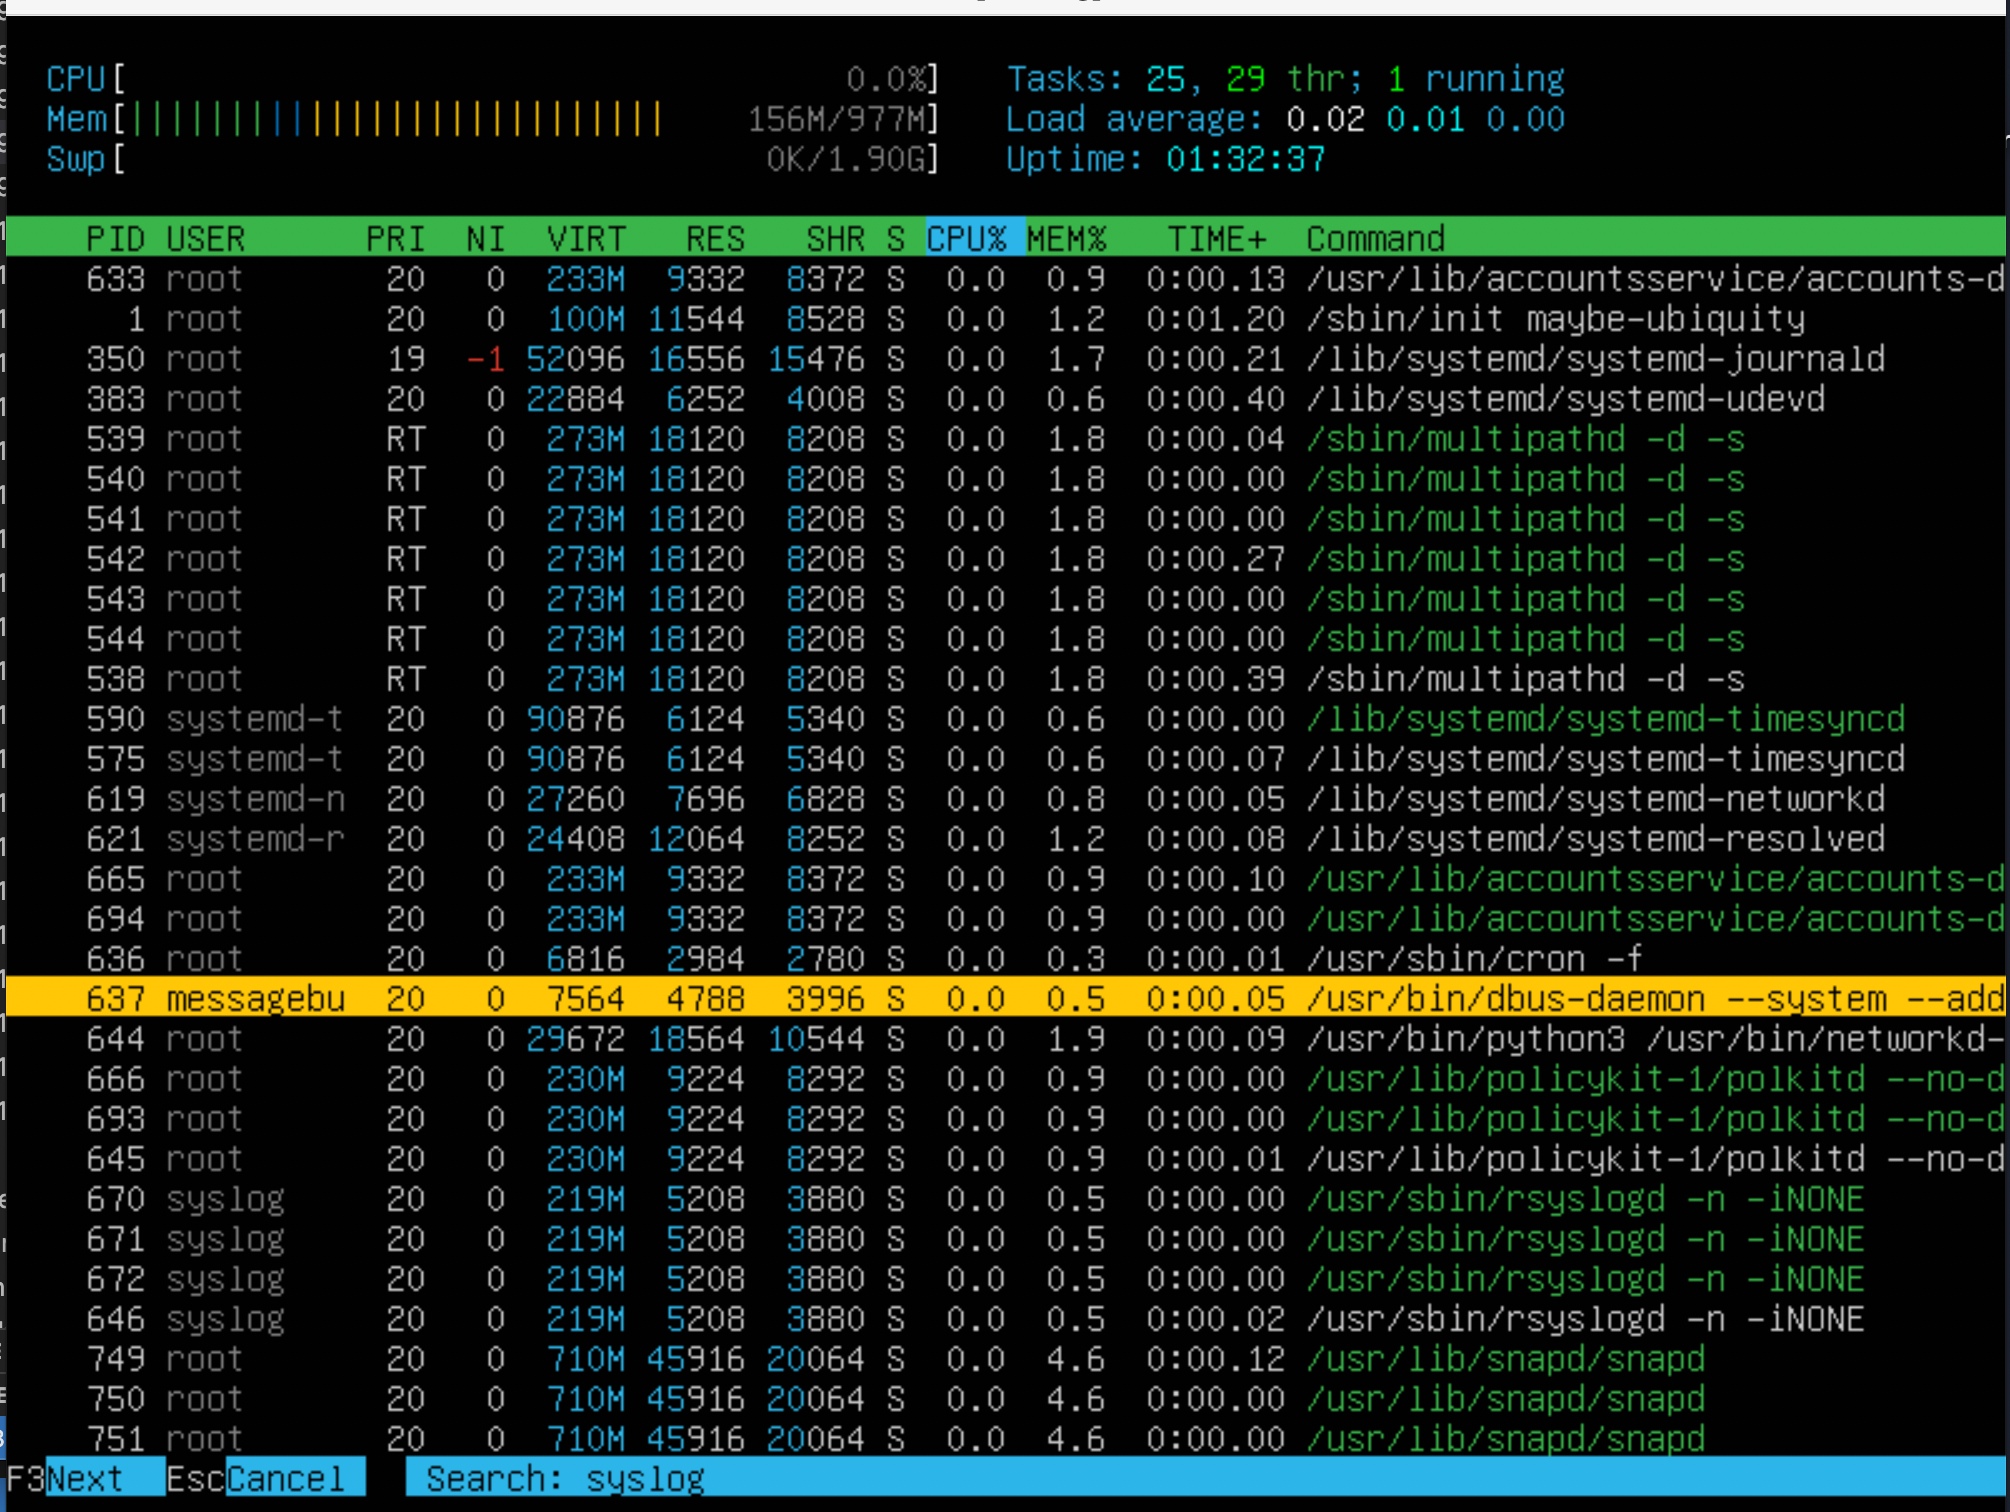 CPU[ 0.0%] Tasks: 25, 29 thr; 1 running
Mem[|||||||||||||||||||||||||||156M/977M] Load average: 0.02 0.01 0.00
Swp[ 0K/1.90G] Uptime: 01:32:37
PID USER PRI NI VIRT RES SHR S CPU% MEM% TIME+ Command
633 root 20 0 233M 9332 8372 S 0.0 0.9 0:00.13 /usr/lib/accountsservice/accounts-d
1 root 20 0 100M 11544 8528 S 0.0 1.2 0:01.20 /sbin/init maybe-ubiquity
350 root 19 -1 52096 16556 15476 S 0.0 1.7 0:00.21 /lib/systemd/systemd-journald
383 root 20 0 22884 6252 4008 S 0.0 0.6 0:00.40 /lib/systemd/systemd-udevd
539 root RT 0 273M 18120 8208 S 0.0 1.8 0:00.04 /sbin/multipathd -d -s
540 root RT 0 273M 18120 8208 S 0.0 1.8 0:00.00 /sbin/multipathd -d -s
541 root RT 0 273M 18120 8208 S 0.0 1.8 0:00.00 /sbin/multipathd -d -s
542 root RT 0 273M 18120 8208 S 0.0 1.8 0:00.27 /sbin/multipathd -d -s
543 root RT 0 273M 18120 8208 S 0.0 1.8 0:00.00 /sbin/multipathd -d -s
544 root RT 0 273M 18120 8208 S 0.0 1.8 0:00.00 /sbin/multipathd -d -s
538 root RT 0 273M 18120 8208 S 0.0 1.8 0:00.39 /sbin/multipathd -d -s
590 systemd-t 20 0 90876 6124 5340 S 0.0 0.6 0:00.00 /lib/systemd/systemd-timesyncd
575 systemd-t 20 0 90876 6124 5340 S 0.0 0.6 0:00.07 /lib/systemd/systemd-timesyncd
619 systemd-n 20 0 27260 7696 6828 S 0.0 0.8 0:00.05 /lib/systemd/systemd-networkd
621 systemd-r 20 0 24408 12064 8252 S 0.0 1.2 0:00.08 /lib/systemd/systemd-resolved
665 root 20 0 233M 9332 8372 S 0.0 0.9 0:00.10 /usr/lib/accountsservice/accounts-d
694 root 20 0 233M 9332 8372 S 0.0 0.9 0:00.00 /usr/lib/accountsservice/accounts-d
636 root 20 0 6816 2984 2780 S 0.0 0.3 0:00.01 /usr/sbin/cron -f
637 messagebu 20 0 7564 4788 3996 S 0.0 0.5 0:00.05 /usr/bin/dbus-daemon --system --add
644 root 20 0 29672 18564 10544 S 0.0 1.9 0:00.09 /usr/bin/python3 /usr/bin/networkd-
666 root 20 0 230M 9224 8292 S 0.0 0.9 0:00.00 /usr/lib/policykit-1/polkitd --no-d
693 root 20 0 230M 9224 8292 S 0.0 0.9 0:00.00 /usr/lib/policykit-1/polkitd --no-d
645 root 20 0 230M 9224 8292 S 0.0 0.9 0:00.01 /usr/lib/policykit-1/polkitd --no-d
670 syslog 20 0 219M 5208 3880 S 0.0 0.5 0:00.00 /usr/sbin/rsyslogd -n -iNONE
671 syslog 20 0 219M 5208 3880 S 0.0 0.5 0:00.00 /usr/sbin/rsyslogd -n -iNONE
672 syslog 20 0 219M 5208 3880 S 0.0 0.5 0:00.00 /usr/sbin/rsyslogd -n -iNONE
646 syslog 20 0 219M 5208 3880 S 0.0 0.5 0:00.02 /usr/sbin/rsyslogd -n -iNONE
749 root 20 0 710M 45916 20064 S 0.0 4.6 0:00.12 /usr/lib/snapd/snapd
750 root 20 0 710M 45916 20064 S 0.0 4.6 0:00.00 /usr/lib/snapd/snapd
751 root 20 0 710M 45916 20064 S 0.0 4.6 0:00.00 /usr/lib/snapd/snapd
F3Next EscCancel Search: syslog